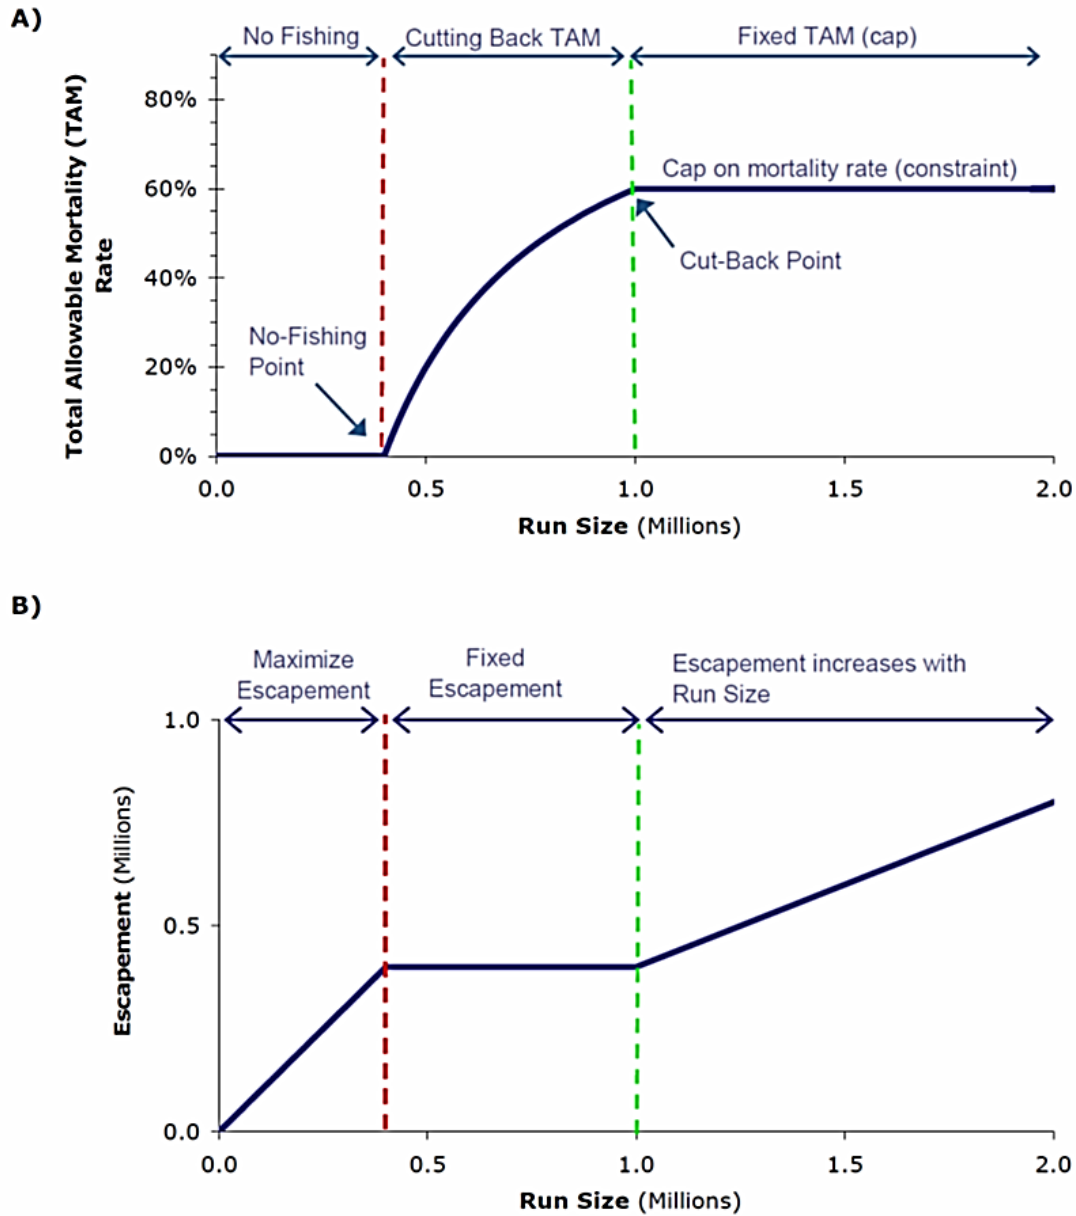 A)
No Fishing
Cutting Back TAM
Fixed TAM (cap)
Total Allowable Mortality (TAM)
Rate
80%
60%
40%
20%
0%
Cap on mortality rate (constraint)
Cut-Back Point
No-Fishing
Point
0.0 0.5 1.0 1.5 2.0
Run Size (Millions)
B)
Maximize
Escapement
Fixed
Escapement
Escapement increases with
Run Size
Escapement (Millions)
1.0
0.5
0.0
0.0 0.5 1.0 1.5 2.0
Run Size (Millions)